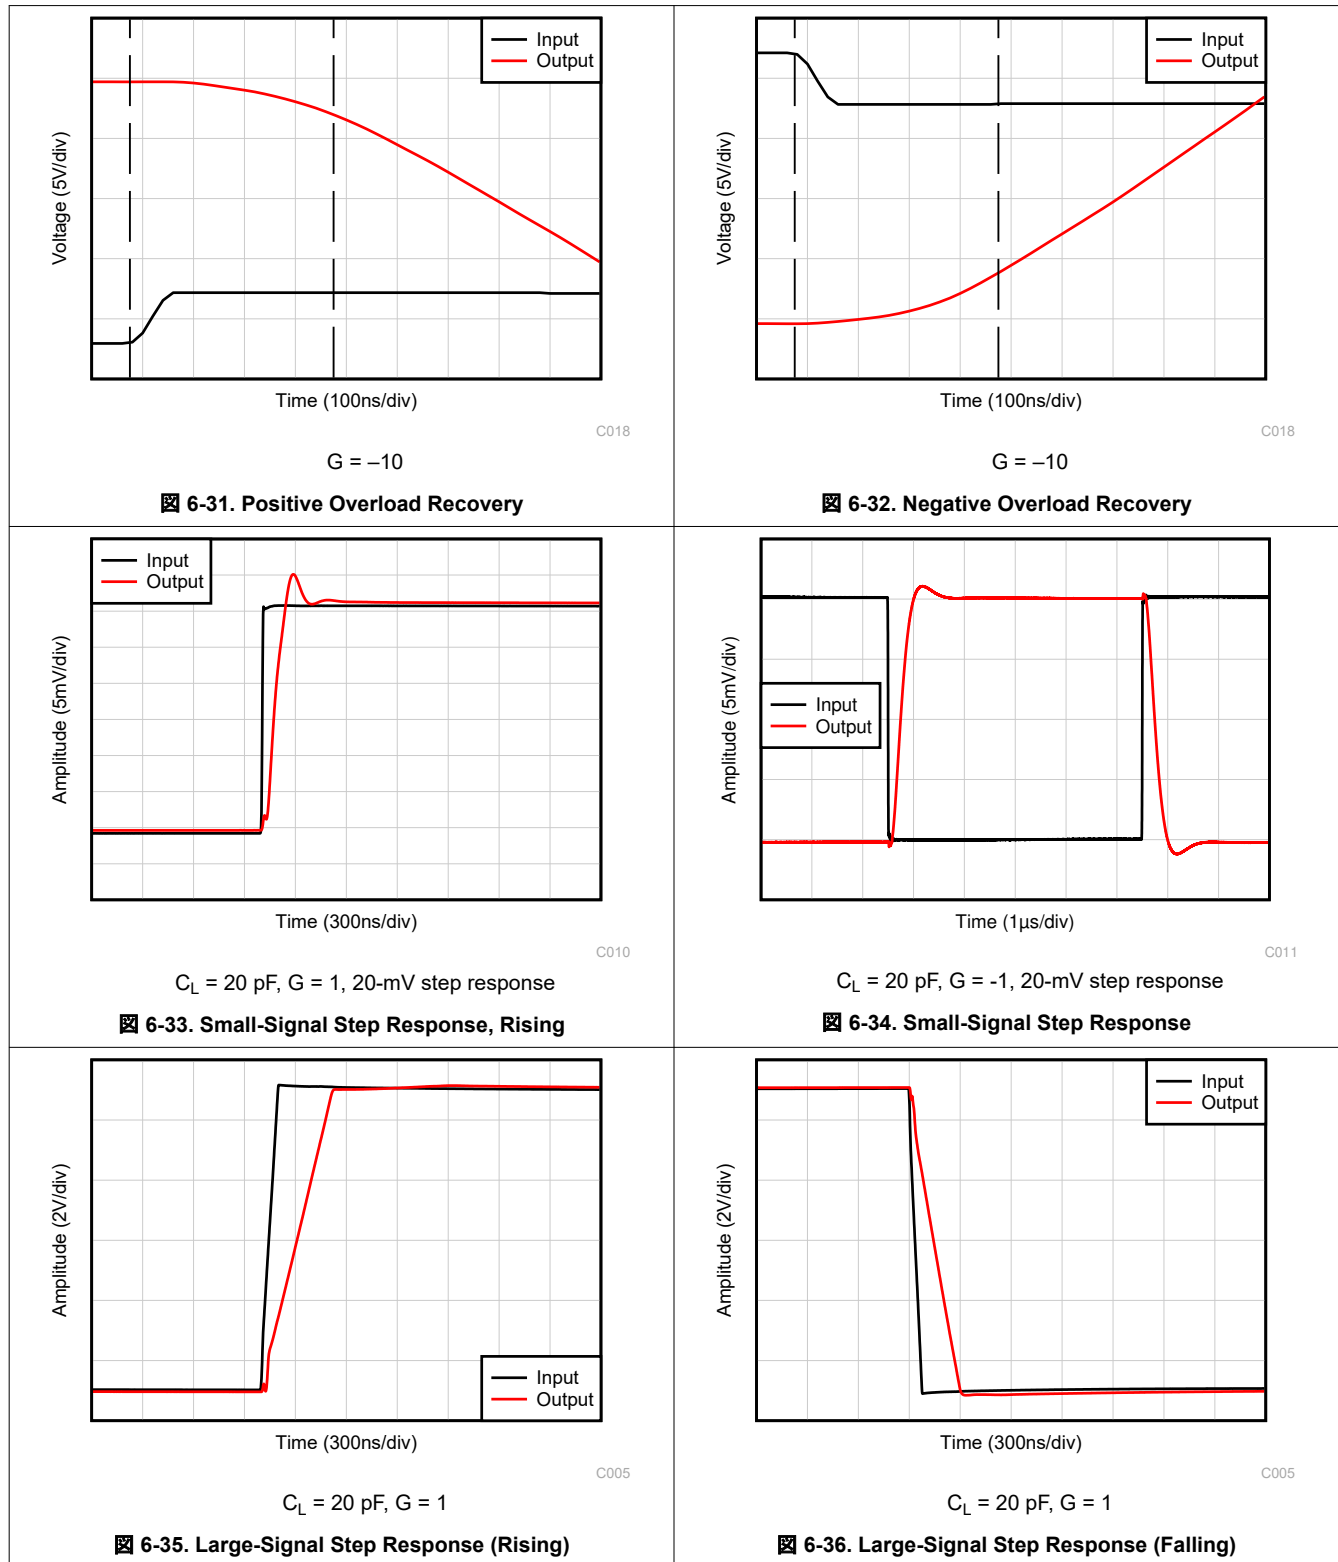 Input
Output
Voltage (5V/div)
Time (100ns/div)
C018
G = –10
図 6-31. Positive Overload Recovery
Input
Output
Voltage (5V/div)
Time (100ns/div)
C018
G = –10
図 6-32. Negative Overload Recovery
Input
Output
Amplitude (5mV/div)
Time (300ns/div)
C010
C_L = 20 pF, G = 1, 20-mV step response
図 6-33. Small-Signal Step Response, Rising
Input
Output
Amplitude (5mV/div)
Time (1μs/div)
C011
C_L = 20 pF, G = -1, 20-mV step response
図 6-34. Small-Signal Step Response
Input
Output
Amplitude (2V/div)
Time (300ns/div)
C005
C_L = 20 pF, G = 1
図 6-35. Large-Signal Step Response (Rising)
Input
Output
Amplitude (2V/div)
Time (300ns/div)
C005
C_L = 20 pF, G = 1
図 6-36. Large-Signal Step Response (Falling)